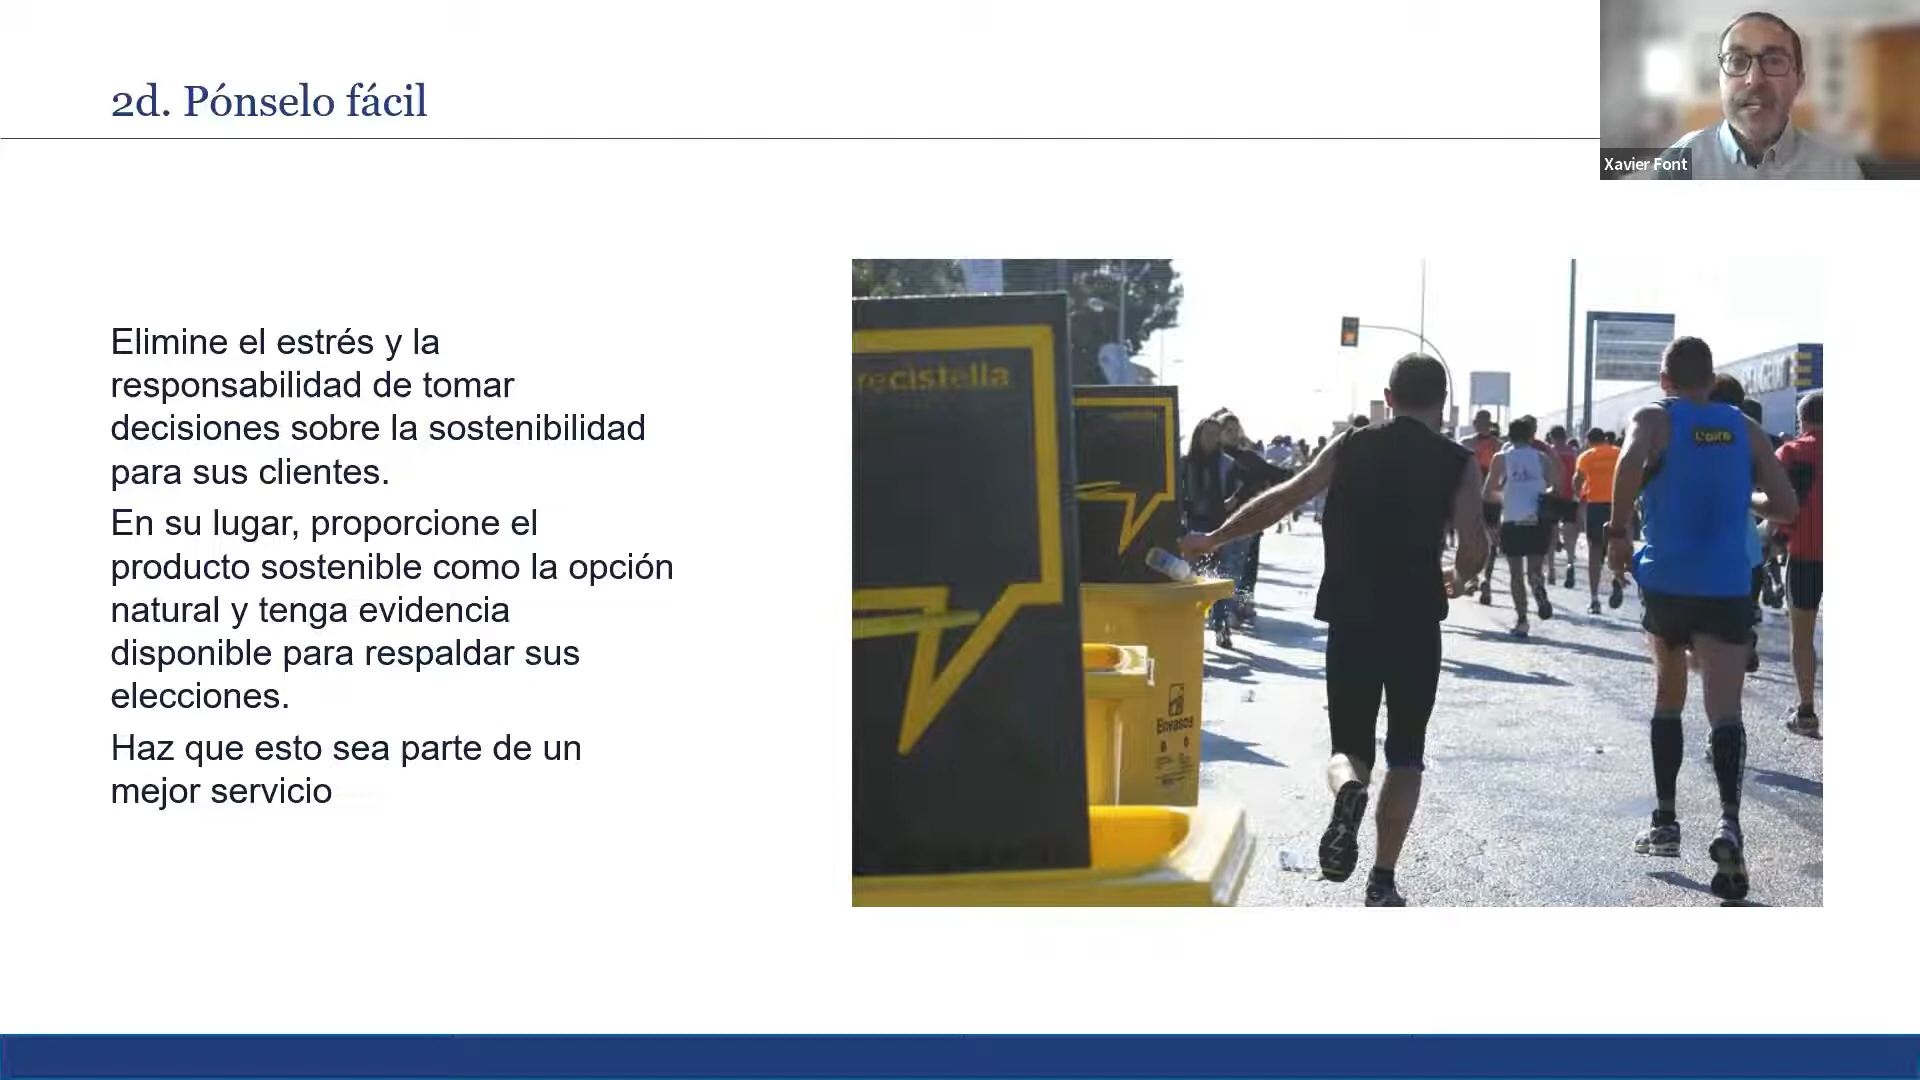 2d. Pónselo fácil
Xavier Font
Elimine el estrés y la
responsabilidad de tomar
decisiones sobre la sostenibilidad
para sus clientes.
En su lugar, proporcione el
producto sostenible como la opción
natural y tenga evidencia
disponible para respaldar sus
elecciones.
Haz que esto sea parte de un
mejor servicio
recistella
L'oire
Envasos